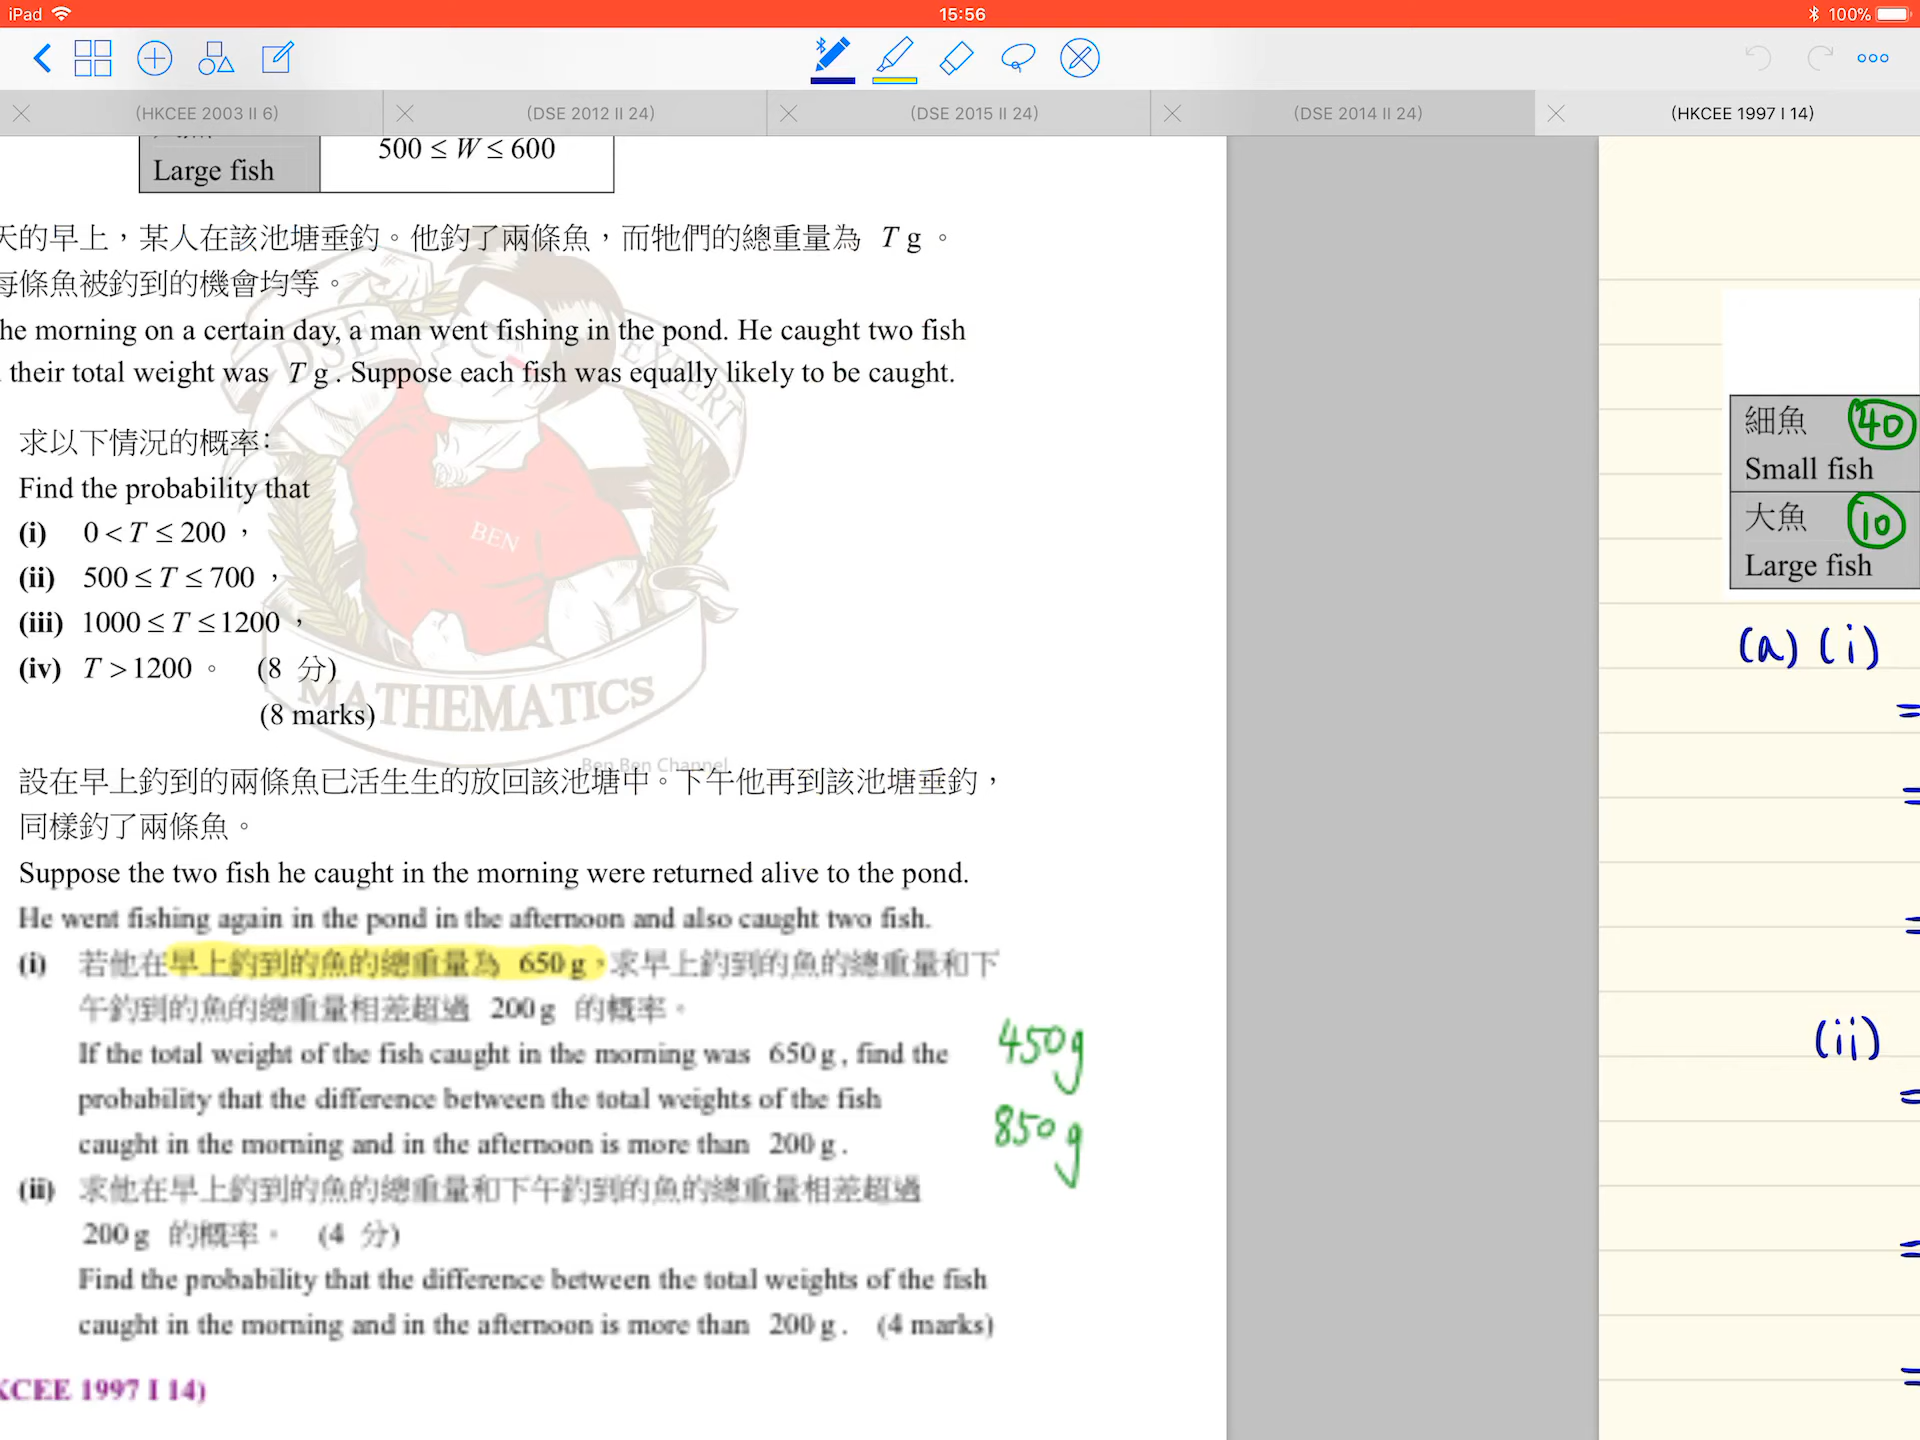 iPad
15:56
100%
(HKCEE 2003 II 6)
(DSE 2012 II 24)
(DSE 2015 II 24)
(DSE 2014 II 24)
(HKCEE 1997 I 14)
500 ≤ W ≤ 600
Large fish
天的早上，某人在該池塘垂釣。他釣了兩條魚，而牠們的總重量為 T g。
每條魚被釣到的機會均等。
he morning on a certain day, a man went fishing in the pond. He caught two fish
their total weight was T g. Suppose each fish was equally likely to be caught.
求以下情況的概率：
Find the probability that
(i) 0 < T ≤ 200，
(ii) 500 ≤ T ≤ 700，
(iii) 1000 ≤ T ≤ 1200，
(iv) T > 1200。 (8 分)
(8 marks)
DSE EXPERT
BEN
MATHEMATICS
Ben Ben Channel
設在早上釣到的兩條魚已活生生的放回該池塘中。下午他再到該池塘垂釣，
同樣釣了兩條魚。
Suppose the two fish he caught in the morning were returned alive to the pond.
He went fishing again in the pond in the afternoon and also caught two fish.
(i) 若他在早上釣到的魚的總重量為 650 g，求早上釣到的魚的總重量和下
午釣到的魚的總重量相差超過 200 g 的概率。
If the total weight of the fish caught in the morning was 650 g, find the
probability that the difference between the total weights of the fish
caught in the morning and in the afternoon is more than 200 g.
450g
850g
(ii) 求他在早上釣到的魚的總重量和下午釣到的魚的總重量相差超過
200 g 的概率。 (4 分)
Find the probability that the difference between the total weights of the fish
caught in the morning and in the afternoon is more than 200 g. (4 marks)
KCEE 1997 I 14)
細魚 40
Small fish
大魚 10
Large fish
(a) (i)
=
=
=
(ii)
=
=
=